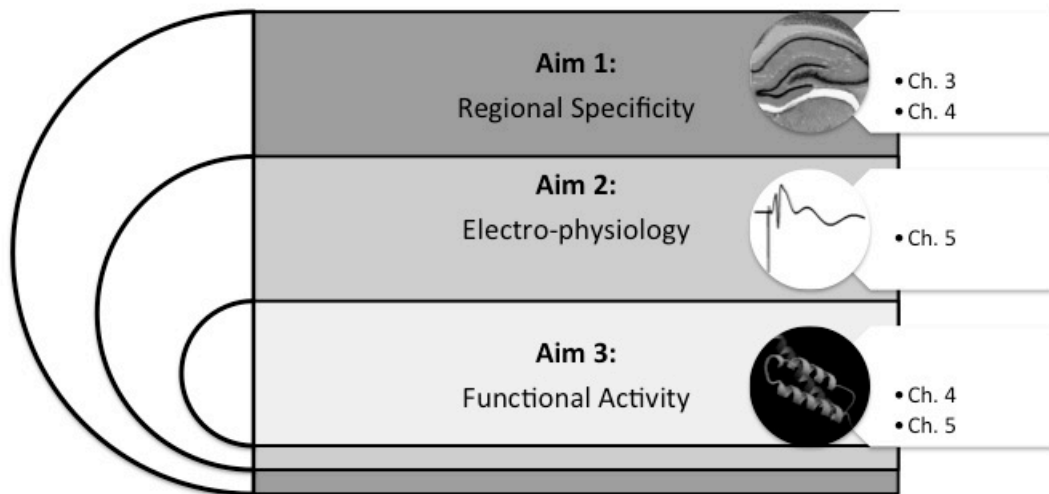 Aim 1:
Regional Specificity
• Ch. 3
• Ch. 4
Aim 2:
Electro-physiology
• Ch. 5
Aim 3:
Functional Activity
• Ch. 4
• Ch. 5